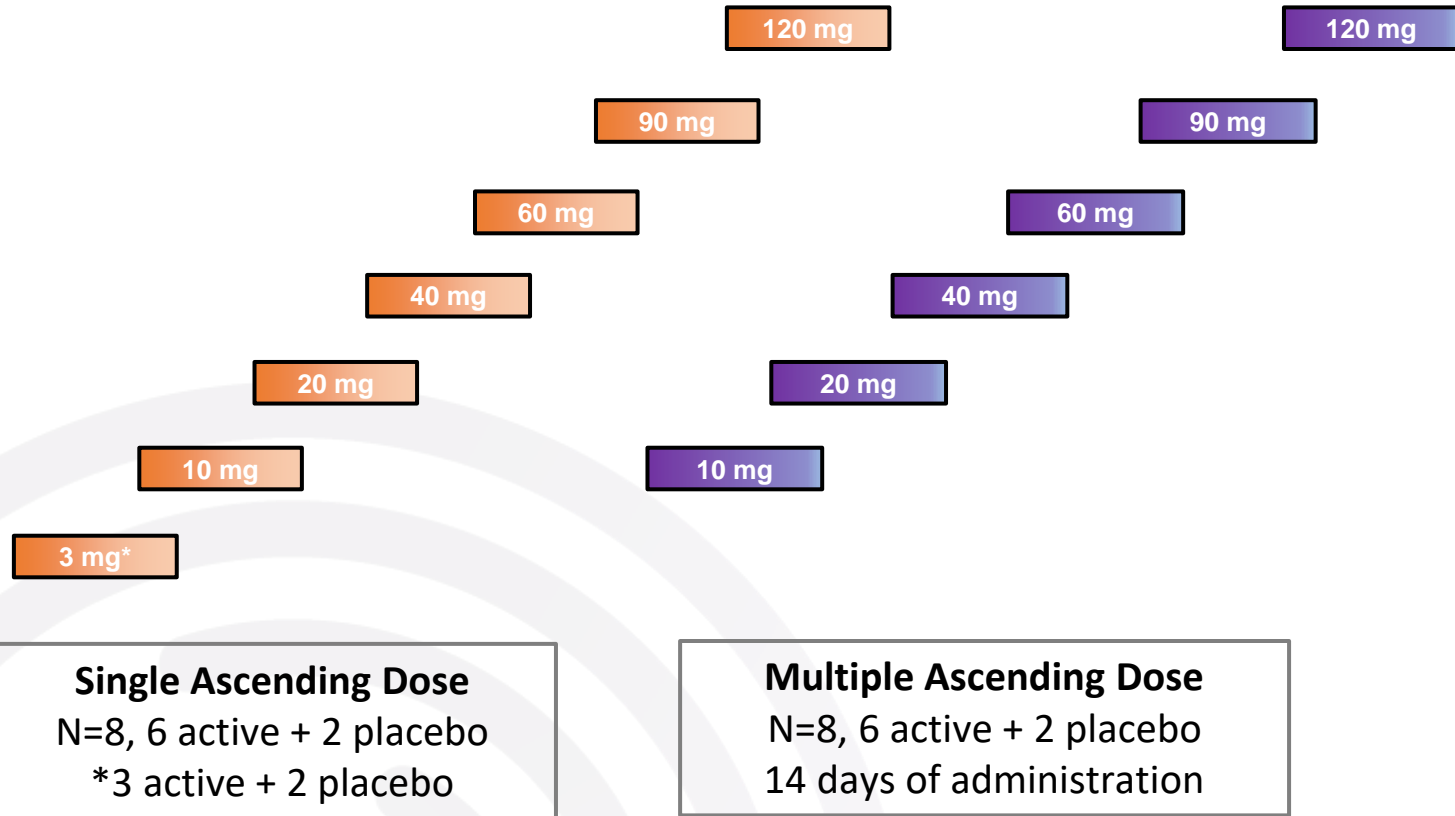 120 mg
120 mg
90 mg
90 mg
60 mg
60 mg
40 mg
40 mg
20 mg
20 mg
10 mg
10 mg
3 mg*
Single Ascending Dose
N=8, 6 active + 2 placebo
*3 active + 2 placebo
Multiple Ascending Dose
N=8, 6 active + 2 placebo
14 days of administration